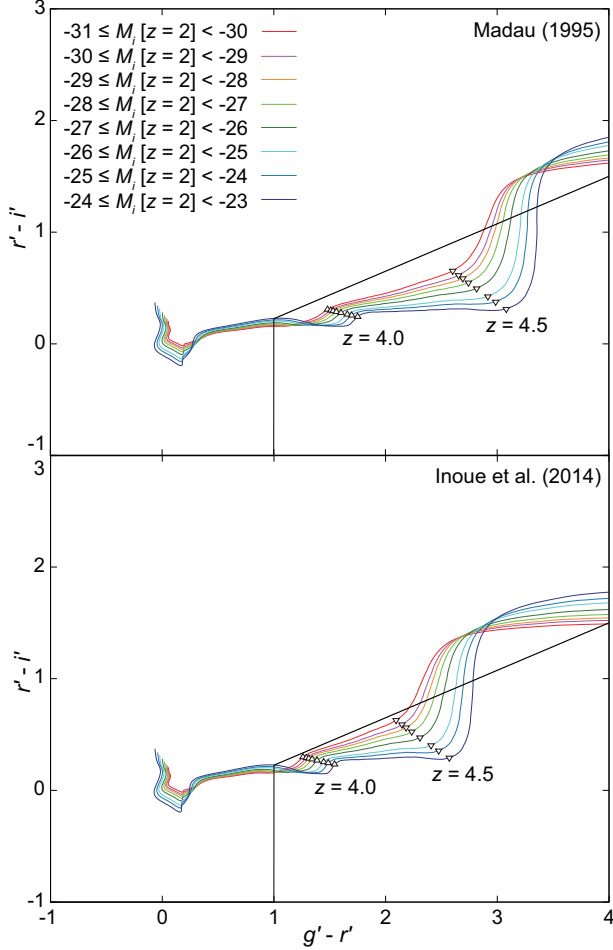 3
Madau (1995)
-31 ≤ M_i [z = 2] < -30
-30 ≤ M_i [z = 2] < -29
-29 ≤ M_i [z = 2] < -28
-28 ≤ M_i [z = 2] < -27
-27 ≤ M_i [z = 2] < -26
-26 ≤ M_i [z = 2] < -25
-25 ≤ M_i [z = 2] < -24
-24 ≤ M_i [z = 2] < -23
2
r' - i'
1
z = 4.0
z = 4.5
0
-1
3
Inoue et al. (2014)
2
r' - i'
1
z = 4.0
z = 4.5
0
-1
-1 0 1 2 3 4
g' - r'